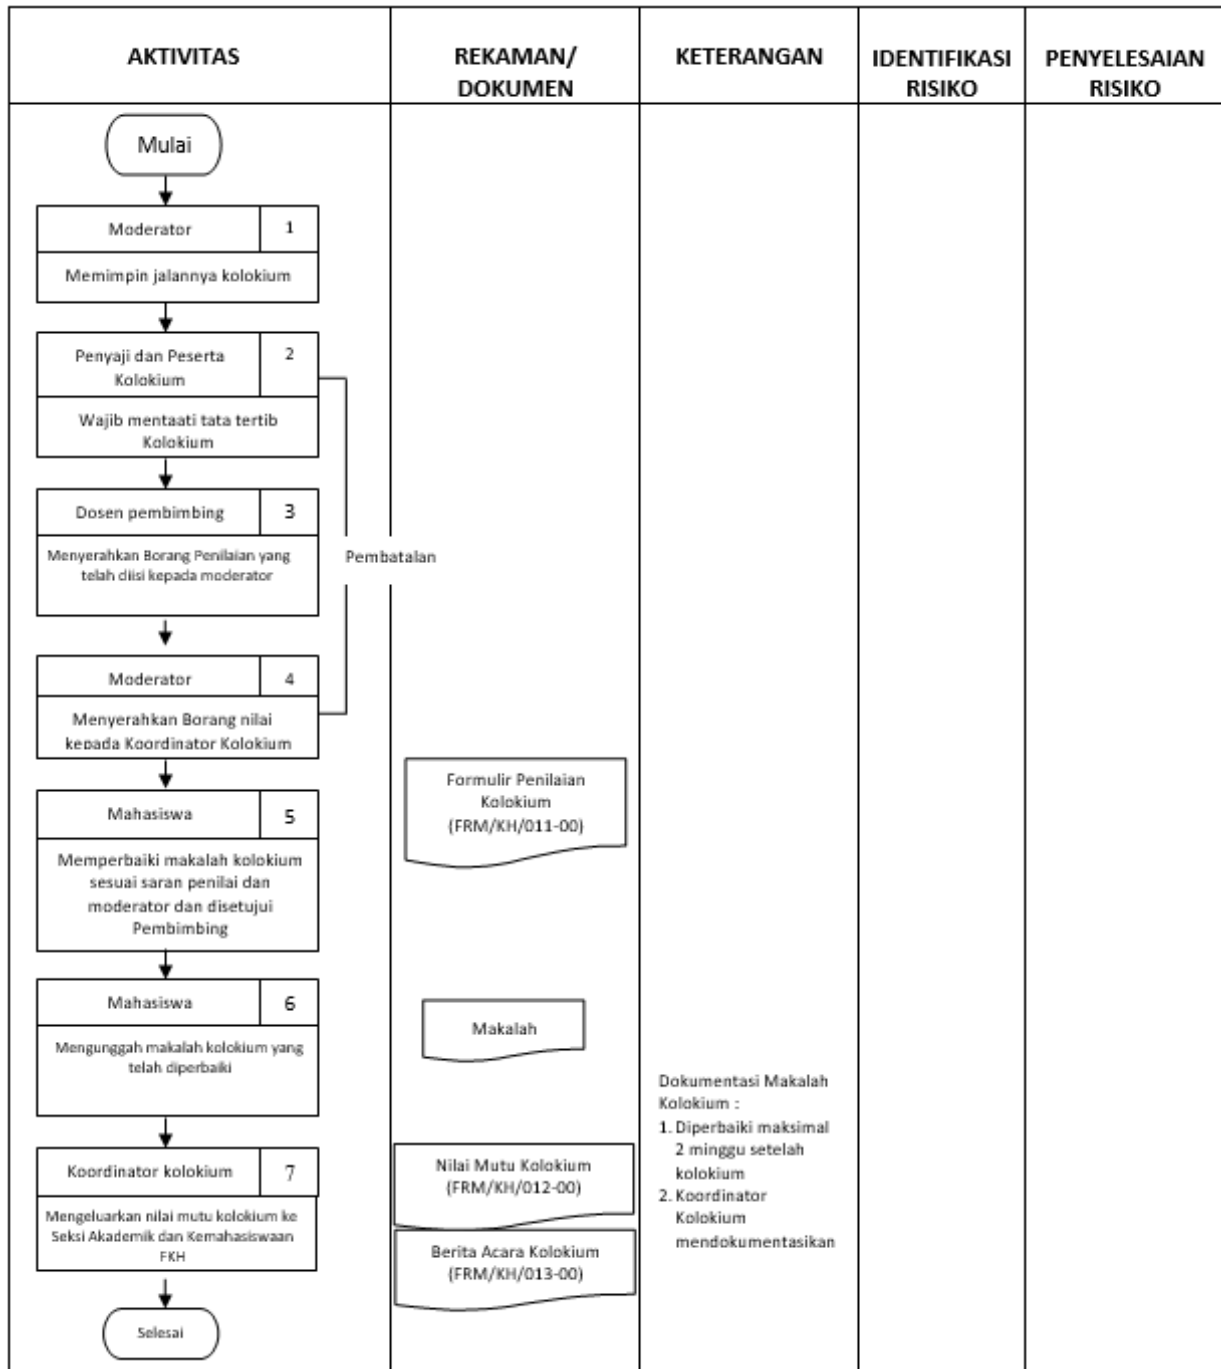 AKTIVITAS
REKAMAN/
DOKUMEN
KETERANGAN
IDENTIFIKASI
RISIKO
PENYELESAIAN
RISIKO
Mulai
Moderator
1
Memimpin jalannya kolokium
Penyaji dan Peserta
Kolokium
2
Wajib mentaati tata tertib
Kolokium
Dosen pembimbing
3
Menyerahkan Borang Penilaian yang
telah diisi kepada moderator
Pembatalan
Moderator
4
Menyerahkan Borang nilai
kepada Koordinator Kolokium
Mahasiswa
5
Memperbaiki makalah kolokium
sesuai saran penilai dan
moderator dan disetujui
Pembimbing
Formulir Penilaian
Kolokium
(FRM/KH/011-00)
Mahasiswa
6
Mengunggah makalah kolokium yang
telah diperbaiki
Makalah
Koordinator kolokium
7
Mengeluarkan nilai mutu kolokium ke
Seksi Akademik dan Kemahasiswaan
FKH
Nilai Mutu Kolokium
(FRM/KH/012-00)
Berita Acara Kolokium
(FRM/KH/013-00)
Dokumentasi Makalah
Kolokium :
1. Diperbaiki maksimal
2 minggu setelah
kolokium
2. Koordinator
Kolokium
mendokumentasikan
Selesai